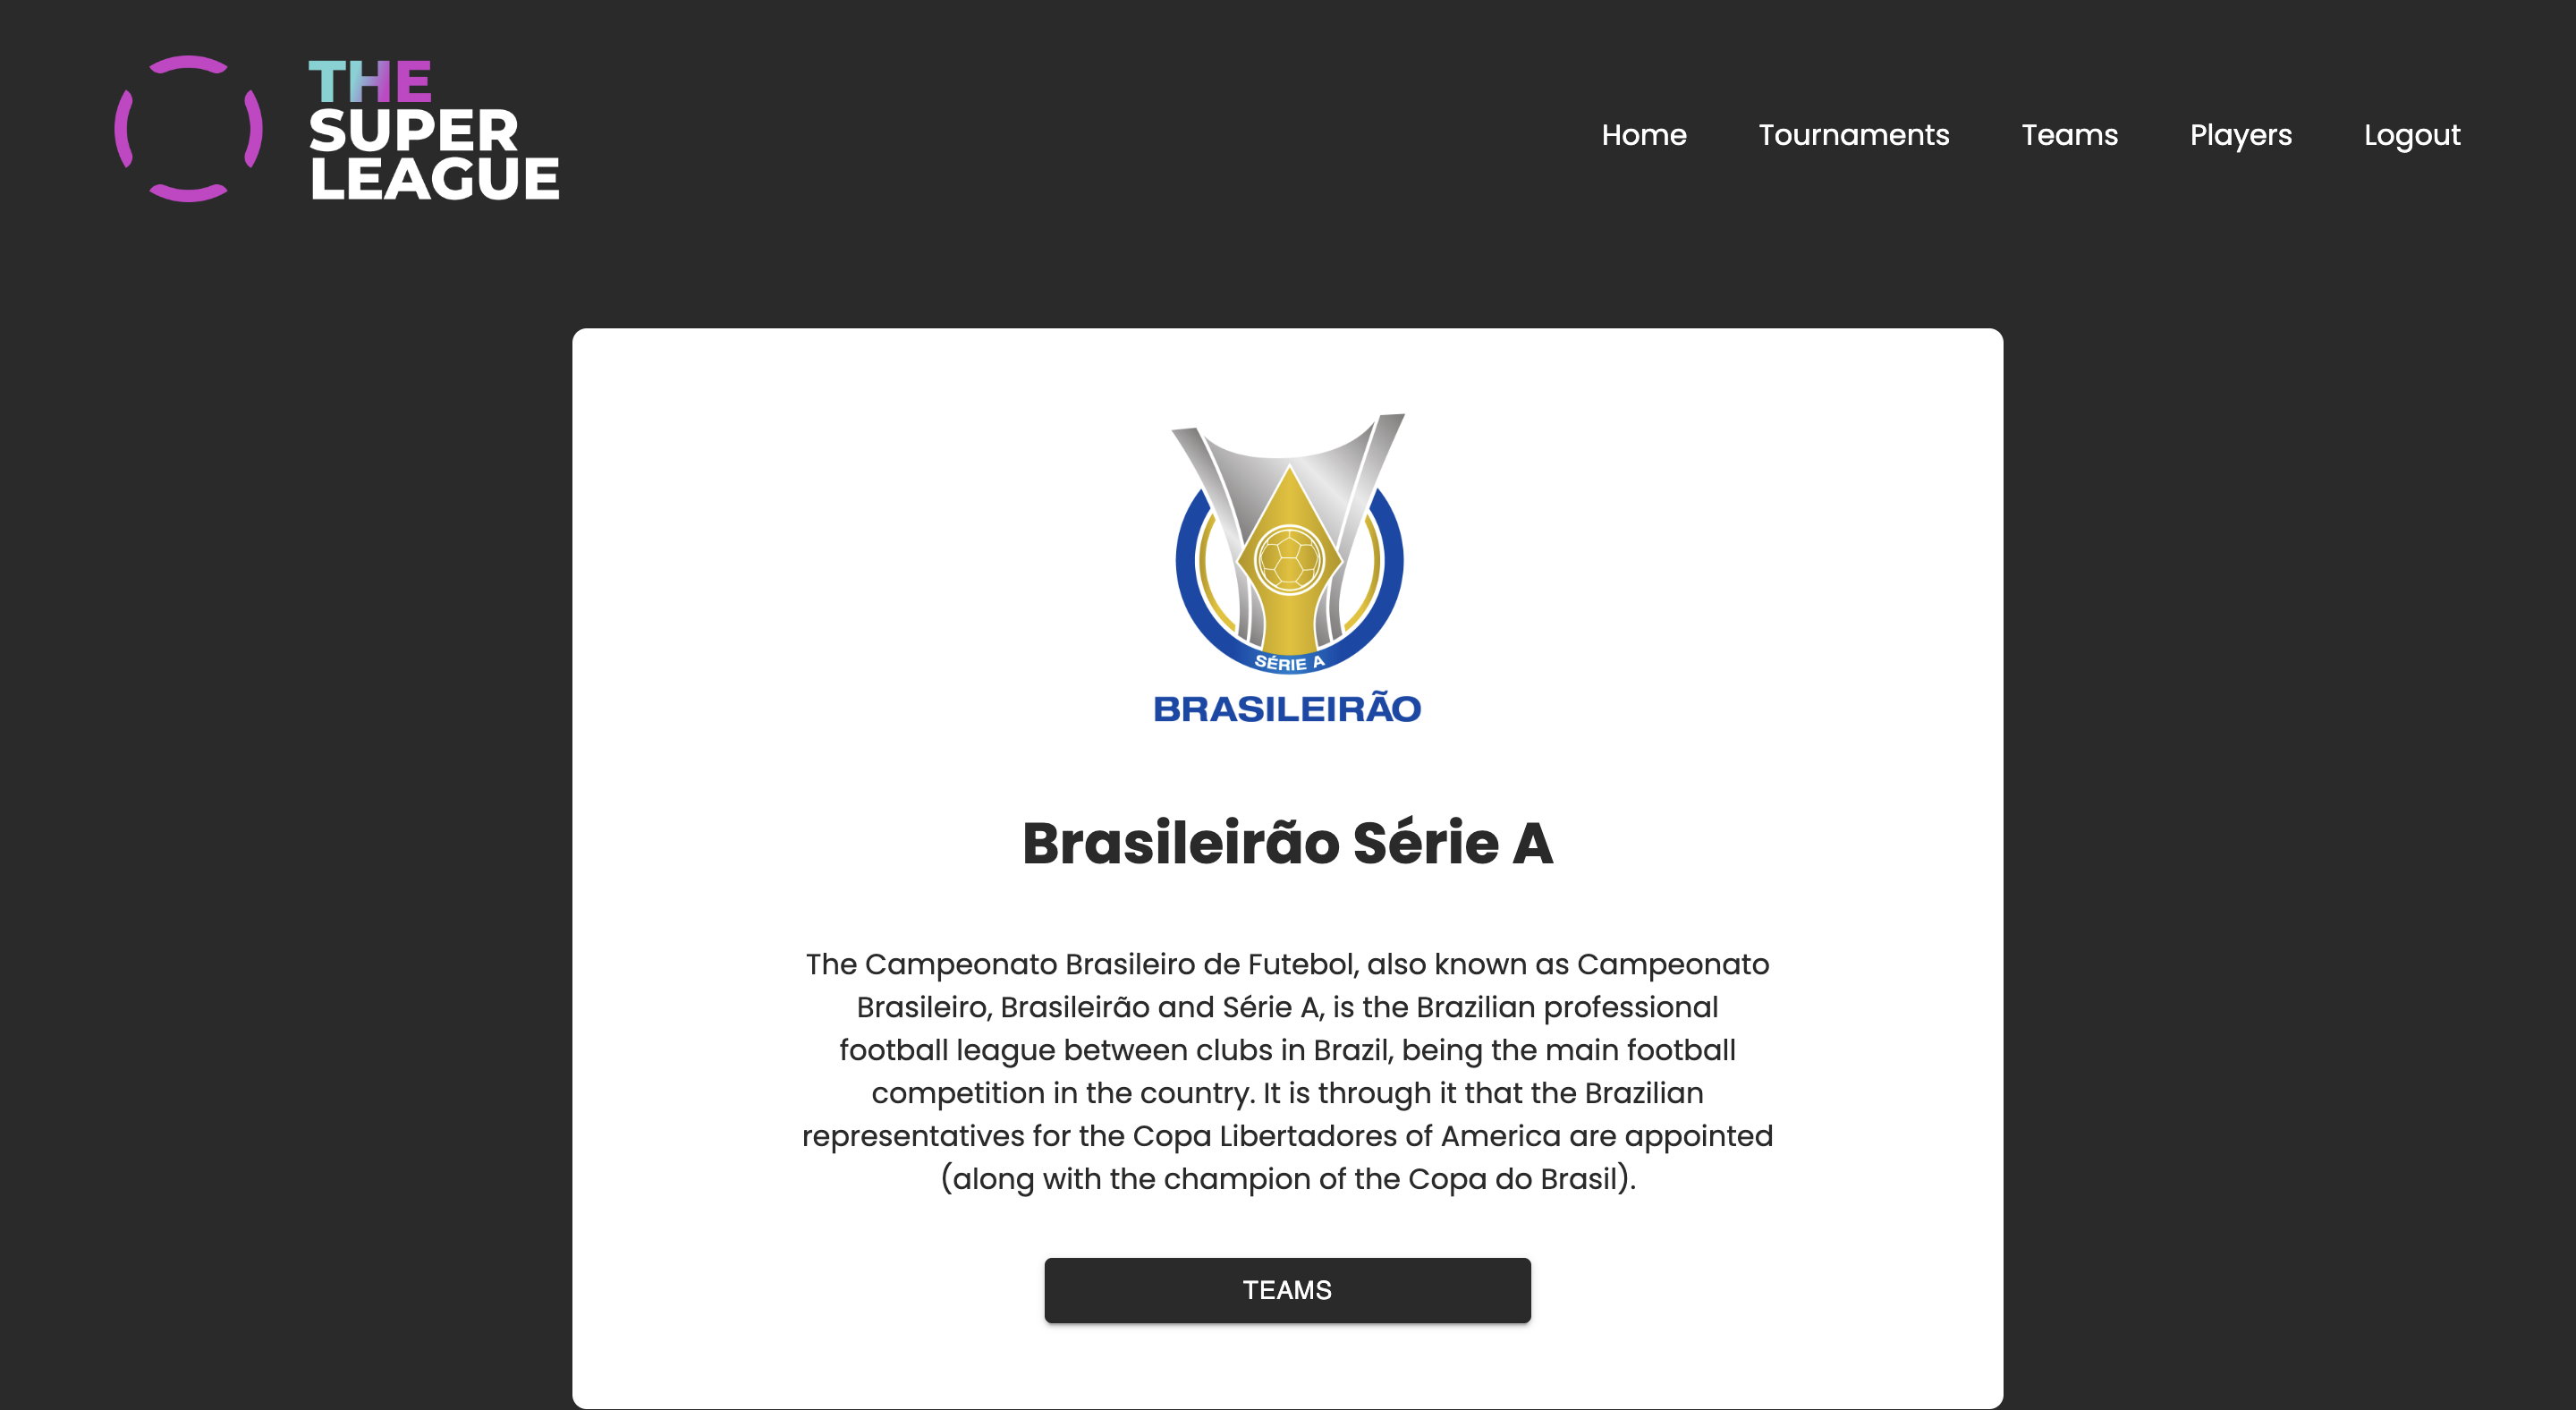 THE
SUPER
LEAGUE
Home Tournaments Teams Players Logout
SÉRIE A
BRASILEIRÃO
Brasileirão Série A
The Campeonato Brasileiro de Futebol, also known as Campeonato
Brasileiro, Brasileirão and Série A, is the Brazilian professional
football league between clubs in Brazil, being the main football
competition in the country. It is through it that the Brazilian
representatives for the Copa Libertadores of America are appointed
(along with the champion of the Copa do Brasil).
TEAMS